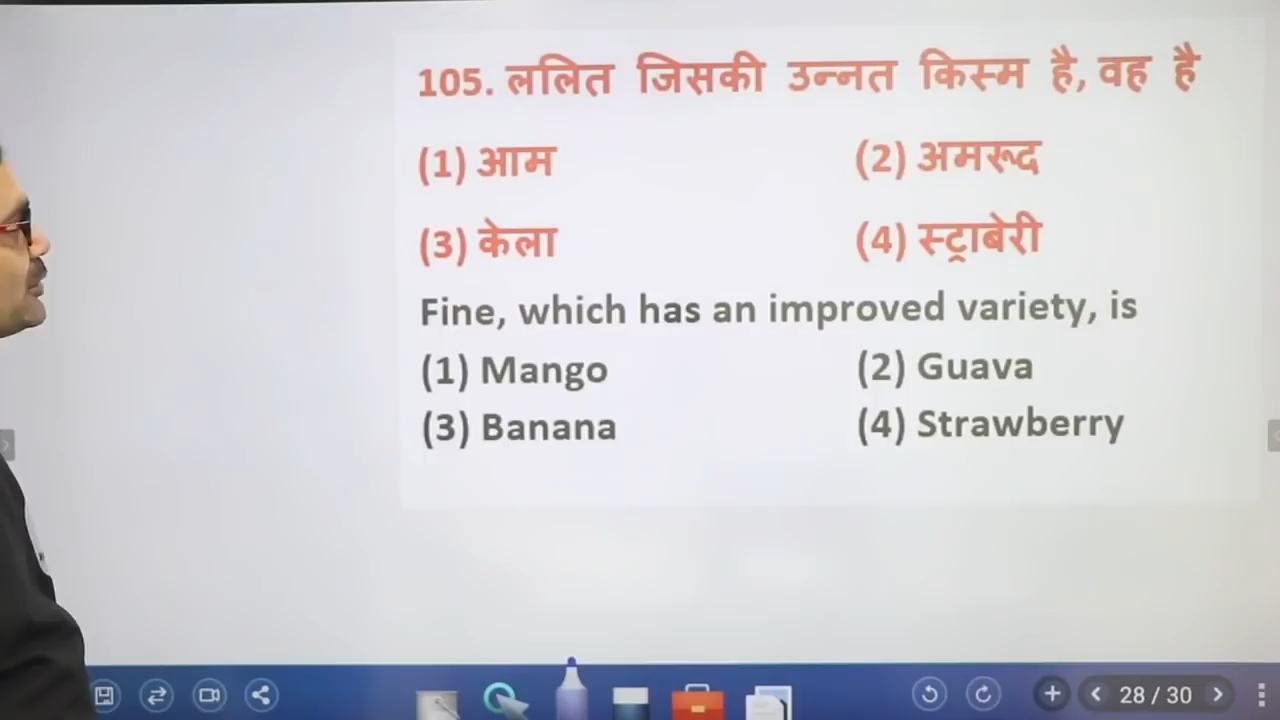 105. ललित जिसकी उन्नत किस्म है, वह है
(1) आम (2) अमरूद
(3) केला (4) स्ट्राबेरी
Fine, which has an improved variety, is
(1) Mango (2) Guava
(3) Banana (4) Strawberry
28 / 30